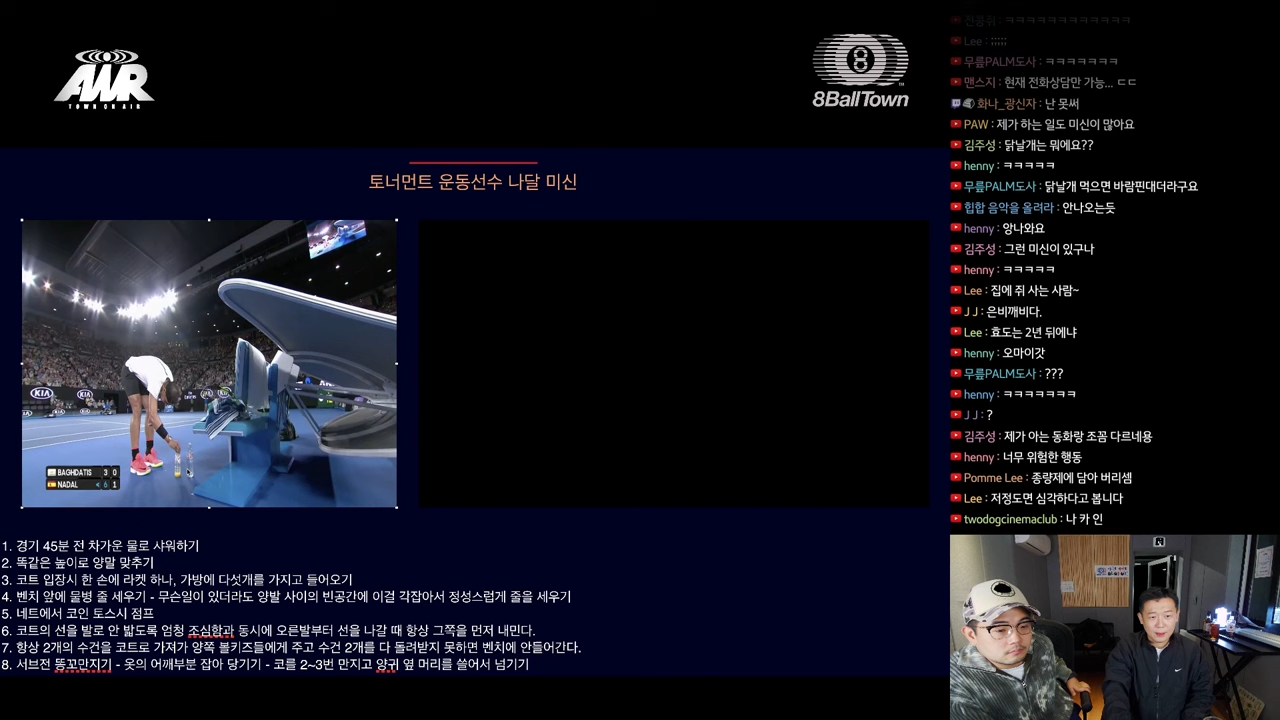 AWR
TOWN ON AIR
8
8BallTown
토너먼트 운동선수 나달 미신
KIA
KIA
BAGHDATIS 3 0
NADAL 6 1
1. 경기 45분 전 차가운 물로 샤워하기
2. 똑같은 높이로 양말 맞추기
3. 코트 입장시 한 손에 라켓 하나, 가방에 다섯개를 가지고 들어오기
4. 벤치 앞에 물병 줄 세우기 - 무슨일이 있더라도 양발 사이의 빈공간에 이걸 각잡아서 정성스럽게 줄을 세우기
5. 네트에서 코인 토스시 점프
6. 코트의 선을 발로 안 밟도록 엄청 조심함과 동시에 오른발부터 선을 나갈 때 항상 그쪽을 먼저 내민다.
7. 항상 2개의 수건을 코트로 가져가 양쪽 볼키즈들에게 주고 수건 2개를 다 돌려받지 못하면 벤치에 안들어간다.
8. 서브전 똥꼬만지기 - 옷의 어깨부분 잡아 당기기 - 코를 2~3번 만지고 양귀 옆 머리를 쓸어서 넘기기
전광쥐 : ㅋㅋㅋㅋㅋㅋㅋㅋㅋㅋㅋㅋ
Lee : ;;;;;
무릎PALM도사 : ㅋㅋㅋㅋㅋㅋㅋ
맨스지 : 현재 전화상담만 가능... ㄷㄷ
화나_광신자 : 난 못써
PAW : 제가 하는 일도 미신이 많아요
김주성 : 닭날개는 뭐에요??
henny : ㅋㅋㅋㅋㅋ
무릎PALM도사 : 닭날개 먹으면 바람핀대더라구요
힙합 음악을 올려라 : 안나오는듯
henny : 앙나와요
김주성 : 그런 미신이 있구나
henny : ㅋㅋㅋㅋㅋ
Lee : 집에 쥐 사는 사람~
J J : 은비깨비다.
Lee : 효도는 2년 뒤에나
henny : 오마이갓
무릎PALM도사 : ???
henny : ㅋㅋㅋㅋㅋㅋㅋ
J J : ?
김주성 : 제가 아는 동화랑 조꼼 다르네용
henny : 너무 위험한 행동
Pomme Lee : 종량제에 담아 버리셈
Lee : 저정도면 심각하다고 봅니다
twodogcinemaclub : 나 카 인